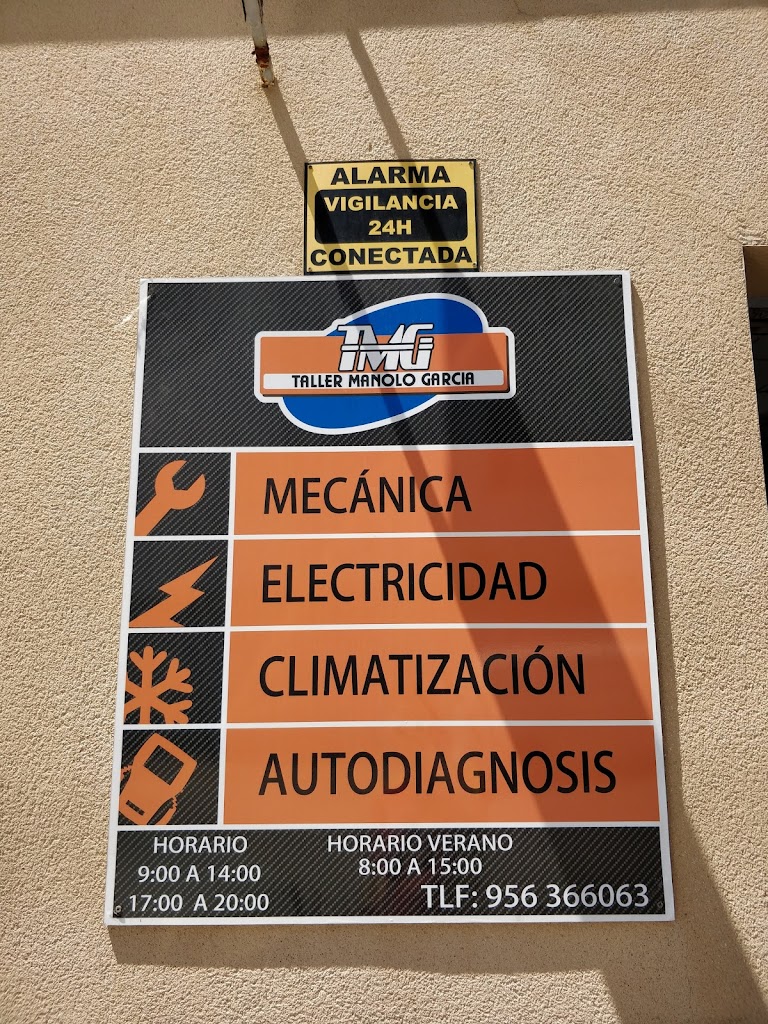 ALARMA
VIGILANCIA
24H
CONECTADA
TMG
TALLER MANOLO GARCIA
MECÁNICA
ELECTRICIDAD
CLIMATIZACIÓN
AUTODIAGNOSIS
HORARIO
9:00 A 14:00
17:00 A 20:00
HORARIO VERANO
8:00 A 15:00
TLF: 956 366063